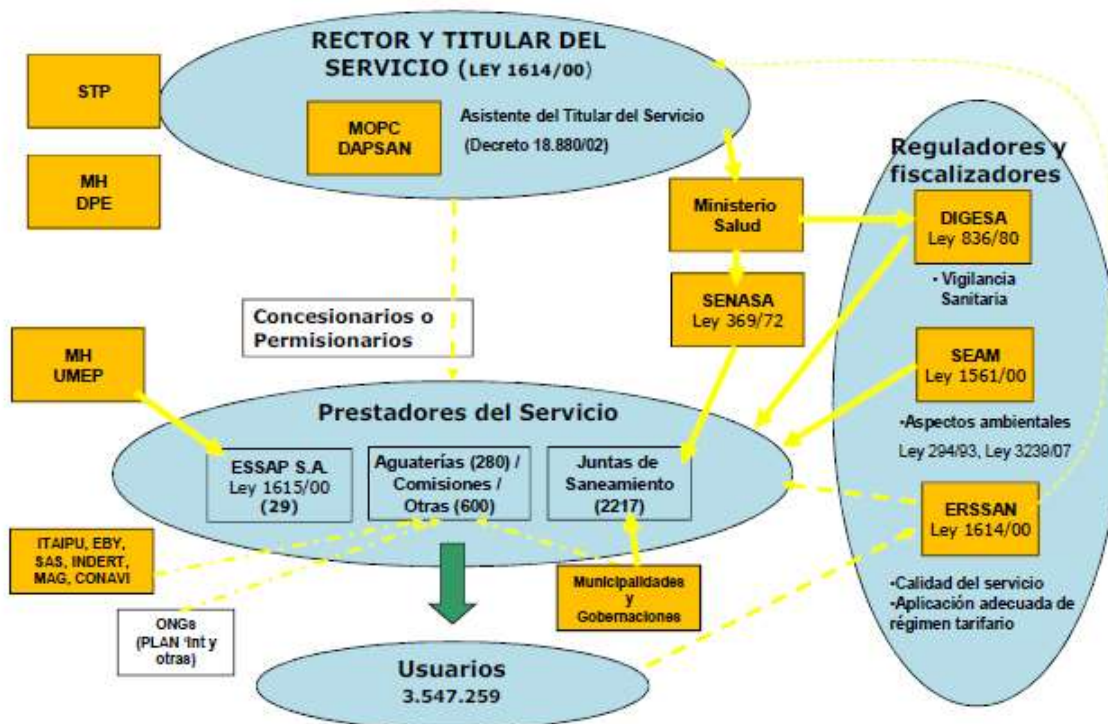 RECTOR Y TITULAR DEL
SERVICIO (LEY 1614/00)
STP
MOPC
DAPSAN
Asistente del Titular del Servicio
(Decreto 18.880/02)
MH
DPE
Reguladores y
fiscalizadores
Ministerio
Salud
DIGESA
Ley 836/80
• Vigilancia
Sanitaria
SENASA
Ley 369/72
Concesionarios o
Permisionarios
MH
UMEP
SEAM
Ley 1561/00
•Aspectos ambientales
Ley 294/93, Ley 3239/07
Prestadores del Servicio
ESSAP S.A.
Ley 1615/00
(29)
Aguaterías (280) /
Comisiones /
Otras (600)
Juntas de
Saneamiento
(2217)
ERSSAN
Ley 1614/00
•Calidad del servicio
•Aplicación adecuada de
régimen tarifario
ITAIPU, EBY,
SAS, INDERT,
MAG, CONAVI
Municipalidades
y
Gobernaciones
ONGs
(PLAN 'Int y
otras)
Usuarios
3.547.259